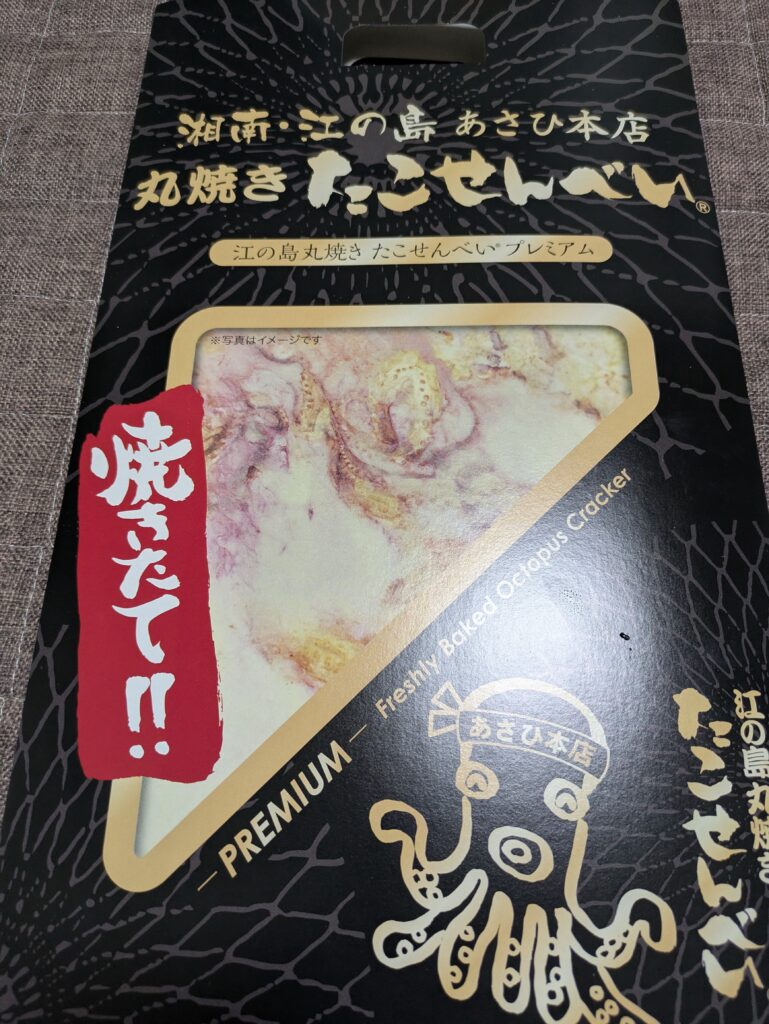 湘南・江の島 あさひ本店
丸焼き たこせんべい®
江の島丸焼き たこせんべい®プレミアム
※写真はイメージです
焼きたて!!
PREMIUM
Freshly Baked Octopus Cracker
あさひ本店
江の島丸焼き
たこせんべい